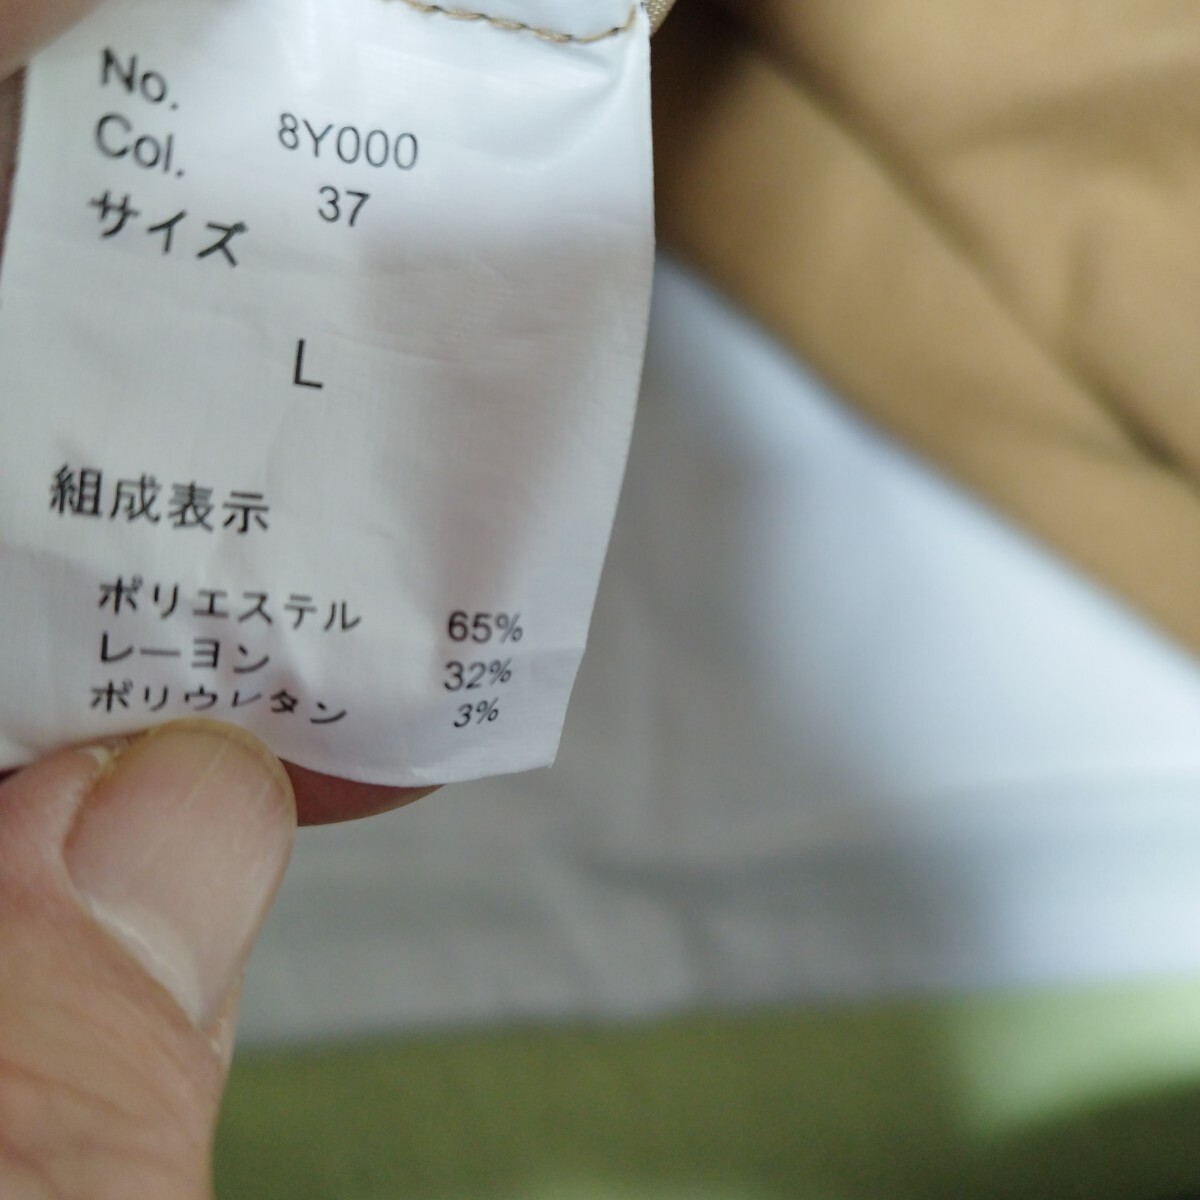 No. 8Y000
Col. 37
サイズ
L
組成表示
ポリエステル 65%
レーヨン 32%
ポリウレタン 3%